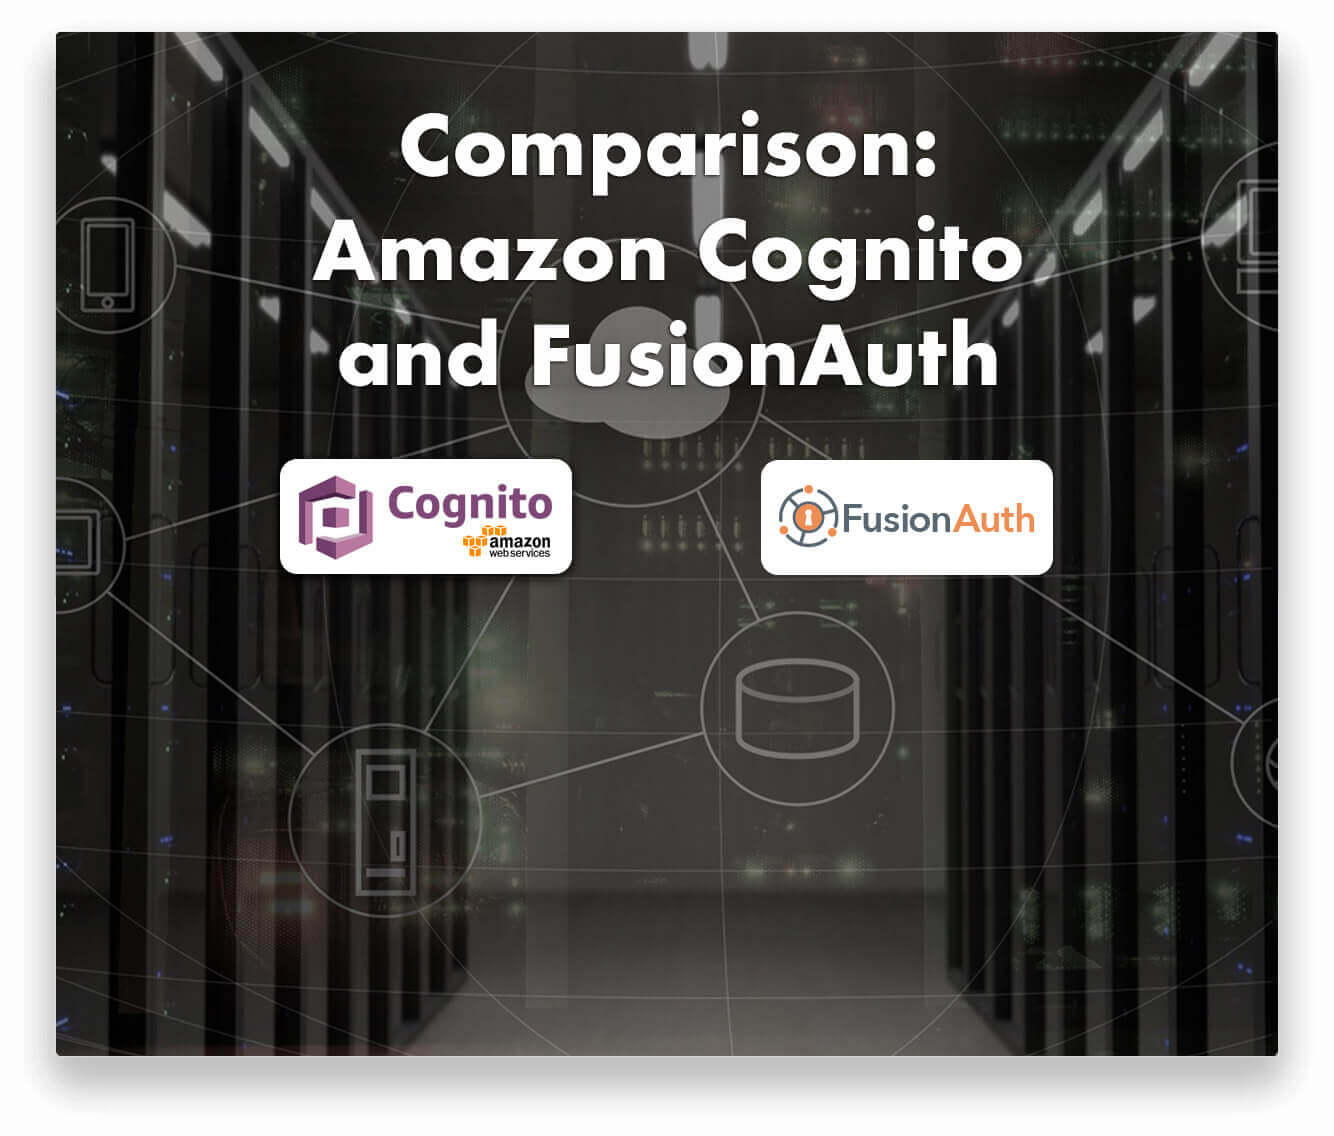 Comparison:
Amazon Cognito
and FusionAuth
Cognito
amazon
web services
FusionAuth